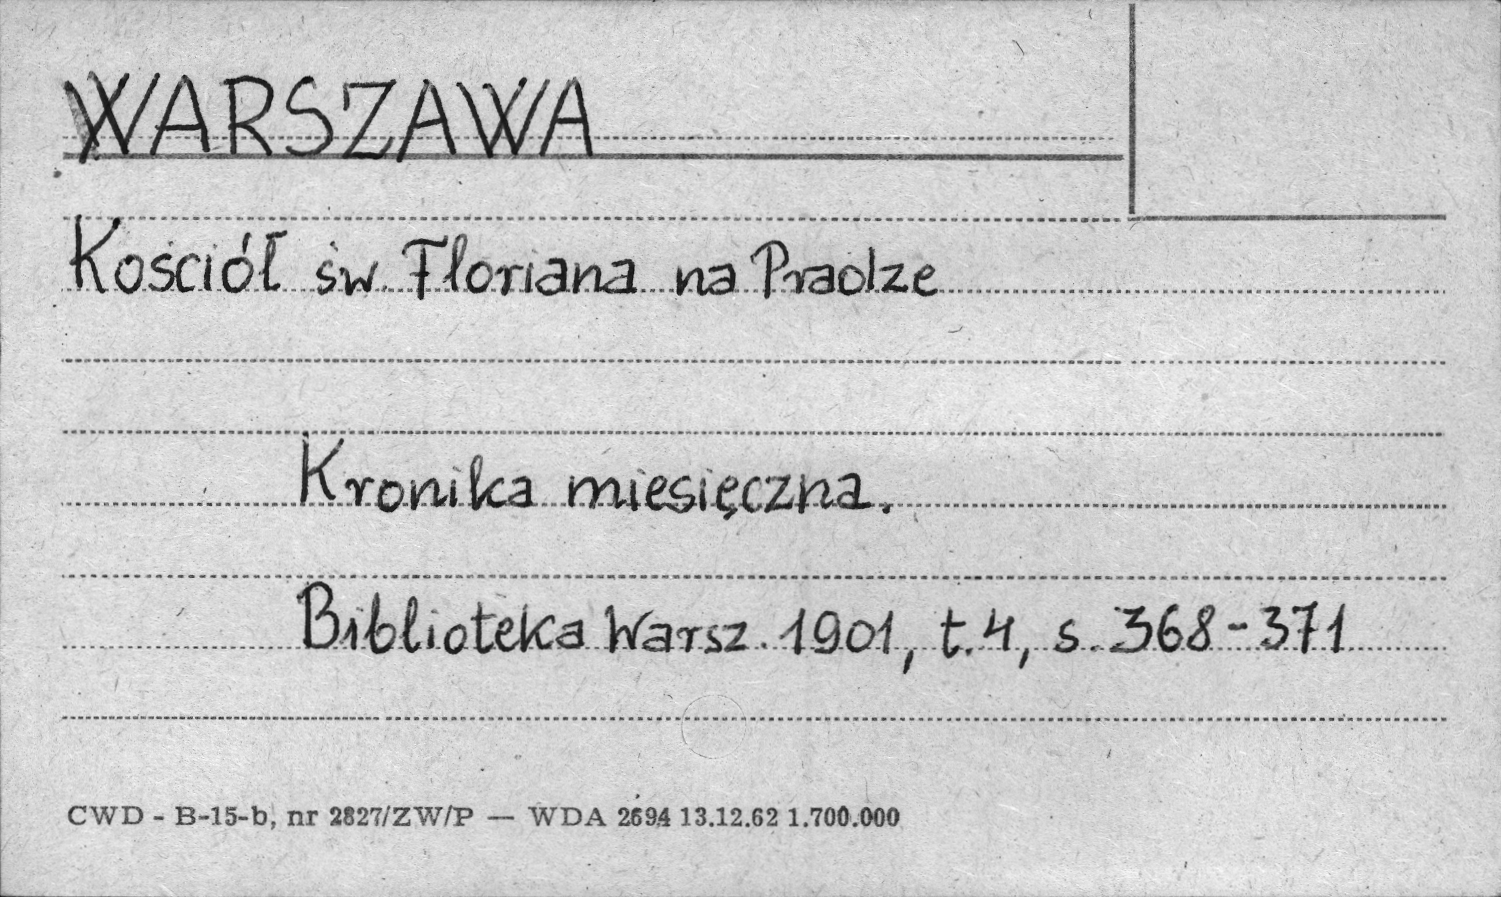 WARSZAWA
Kościół św. Floriana na Pradze
Kronika miesięczna.
Biblioteka Warsz. 1901, t.4, s. 368-371
CWD - B-15-b, nr 2827/ZW/P — WDA 2694 13.12.62 1.700.000